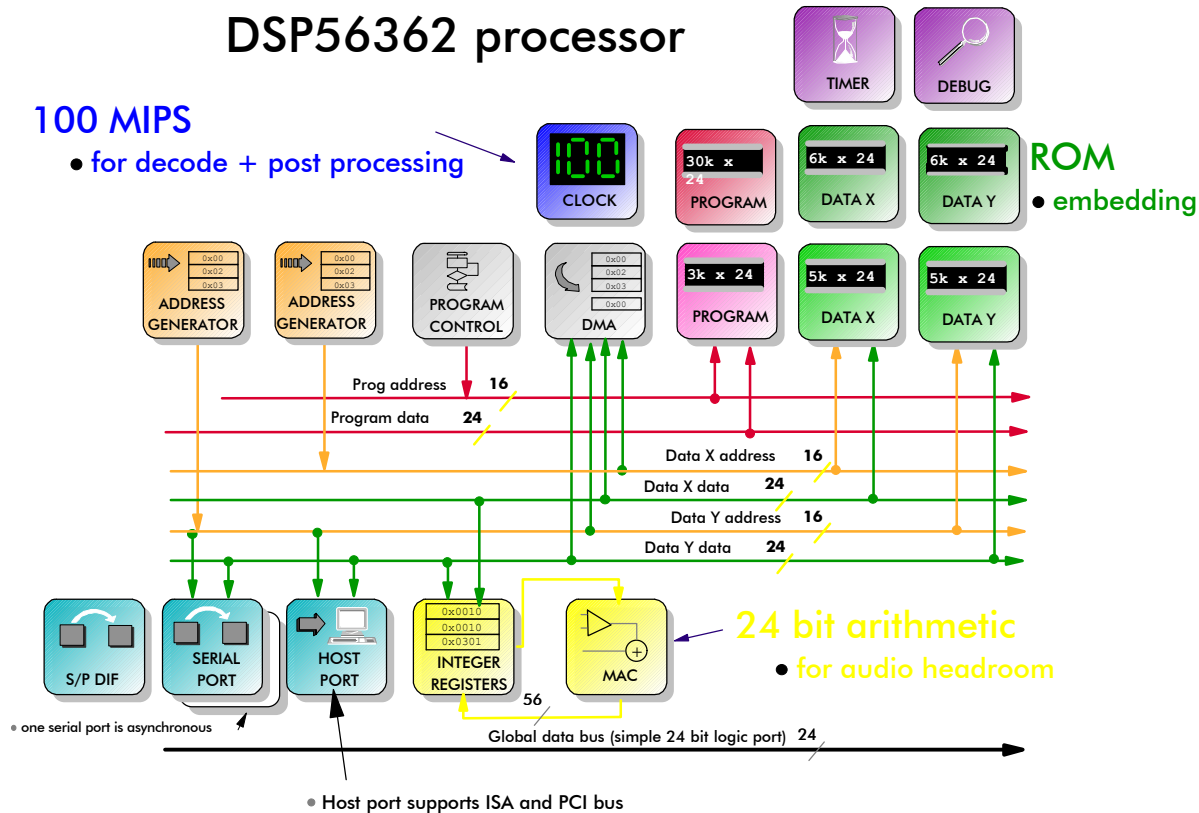 DSP56362 processor
TIMER
DEBUG
100 MIPS
• for decode + post processing
100
CLOCK
30k x
24
PROGRAM
6k x 24
DATA X
6k x 24
DATA Y
ROM
• embedding
0x00
0x02
0x03
ADDRESS
GENERATOR
0x00
0x02
0x03
ADDRESS
GENERATOR
PROGRAM
CONTROL
0x00
0x02
0x03
0x00
DMA
3k x 24
PROGRAM
5k x 24
DATA X
5k x 24
DATA Y
Prog address 16
Program data 24
Data X address 16
Data X data 24
Data Y address 16
Data Y data 24
S/P DIF
SERIAL
PORT
HOST
PORT
0x0010
0x0010
0x0301
INTEGER
REGISTERS
MAC
24 bit arithmetic
• for audio headroom
56
• one serial port is asynchronous
Global data bus (simple 24 bit logic port) 24
• Host port supports ISA and PCI bus